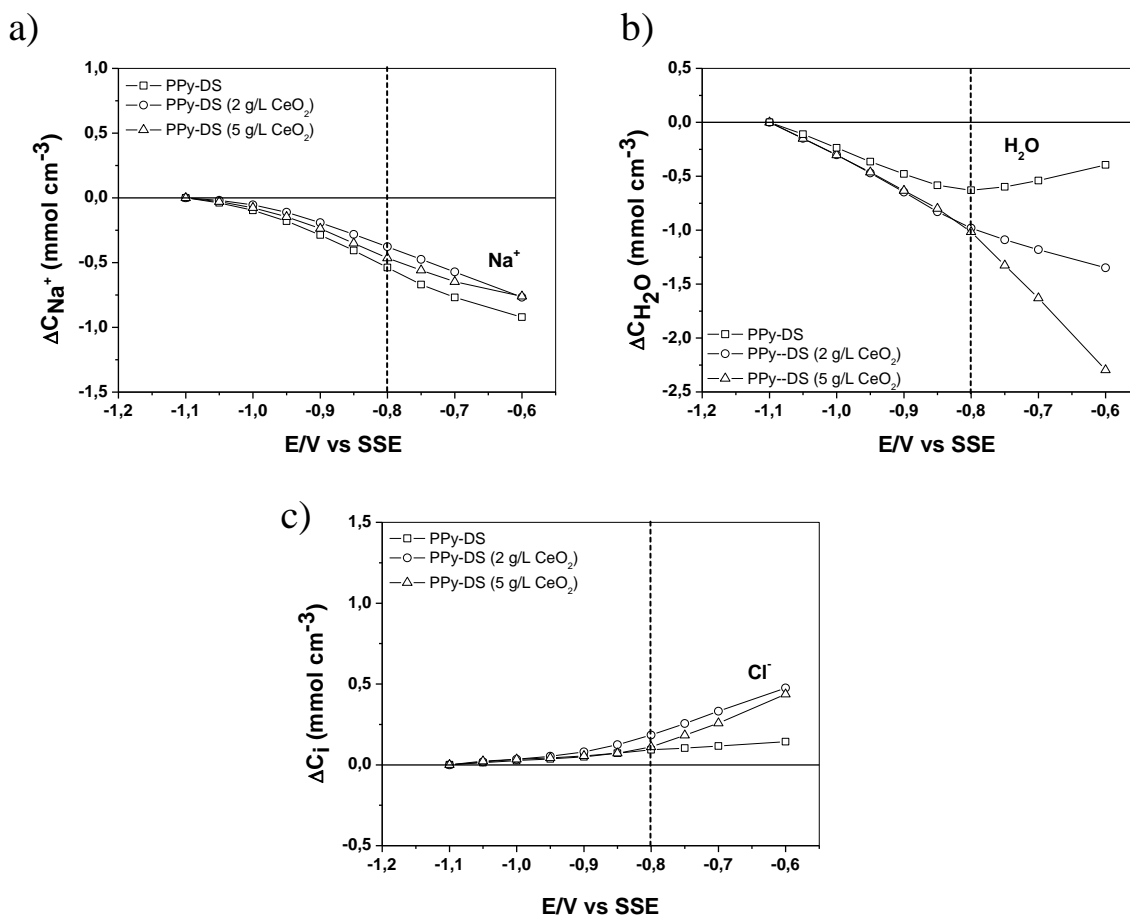 a)
1,0
0,5
0,0
-0,5
-1,0
-1,5
ΔC_Na⁺ (mmol cm⁻³)
PPy-DS
PPy-DS (2 g/L CeO₂)
PPy-DS (5 g/L CeO₂)
Na⁺
-1,2 -1,1 -1,0 -0,9 -0,8 -0,7 -0,6
E/V vs SSE
b)
0,5
0,0
-0,5
-1,0
-1,5
-2,0
-2,5
ΔC_H₂O (mmol cm⁻³)
H₂O
PPy-DS
PPy--DS (2 g/L CeO₂)
PPy--DS (5 g/L CeO₂)
-1,2 -1,1 -1,0 -0,9 -0,8 -0,7 -0,6
E/V vs SSE
c)
1,5
1,0
0,5
0,0
-0,5
ΔC_i (mmol cm⁻³)
PPy-DS
PPy-DS (2 g/L CeO₂)
PPy-DS (5 g/L CeO₂)
Cl⁻
-1,2 -1,1 -1,0 -0,9 -0,8 -0,7 -0,6
E/V vs SSE